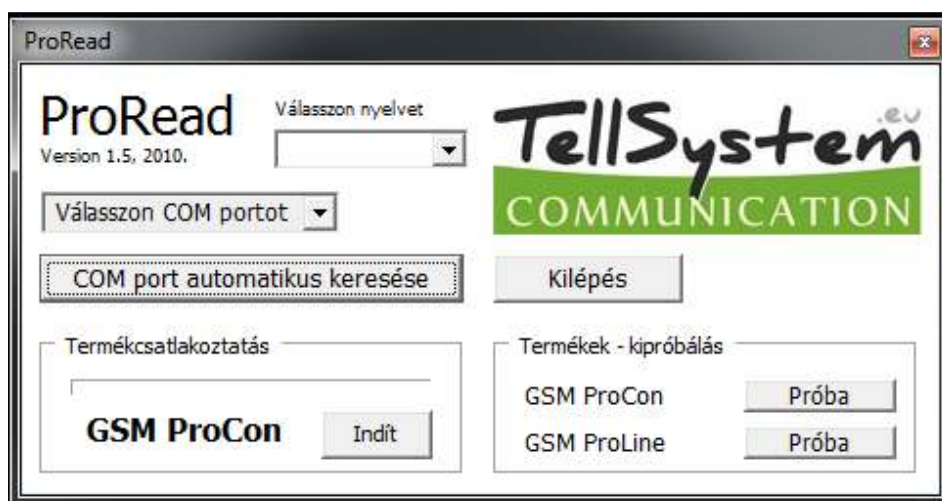 ProRead
ProRead
Version 1.5, 2010.
Válasszon nyelvet
TellSystem
.eu
COMMUNICATION
Válasszon COM portot
COM port automatikus keresése
Kilépés
Termékcsatlakoztatás
GSM ProCon
Indít
Termékek - kipróbálás
GSM ProCon
Próba
GSM ProLine
Próba